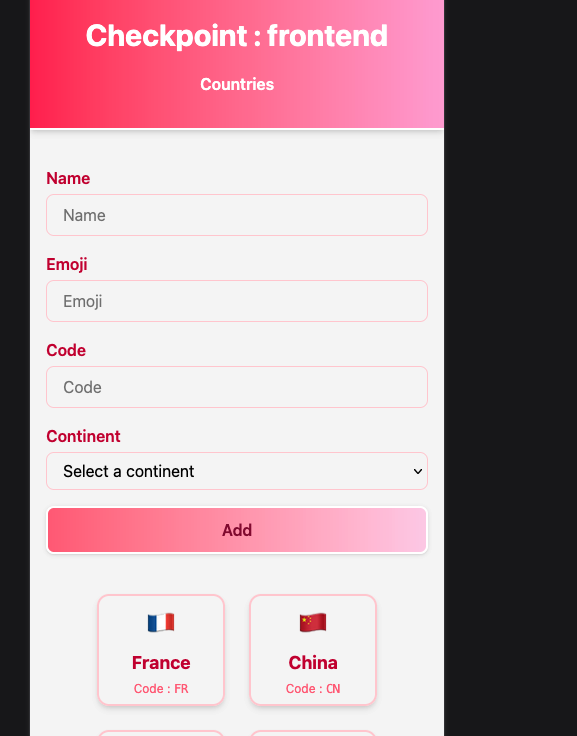 Checkpoint : frontend
Countries
Name
Name
Emoji
Emoji
Code
Code
Continent
Select a continent
Add
France
China
Code : FR
Code : CN